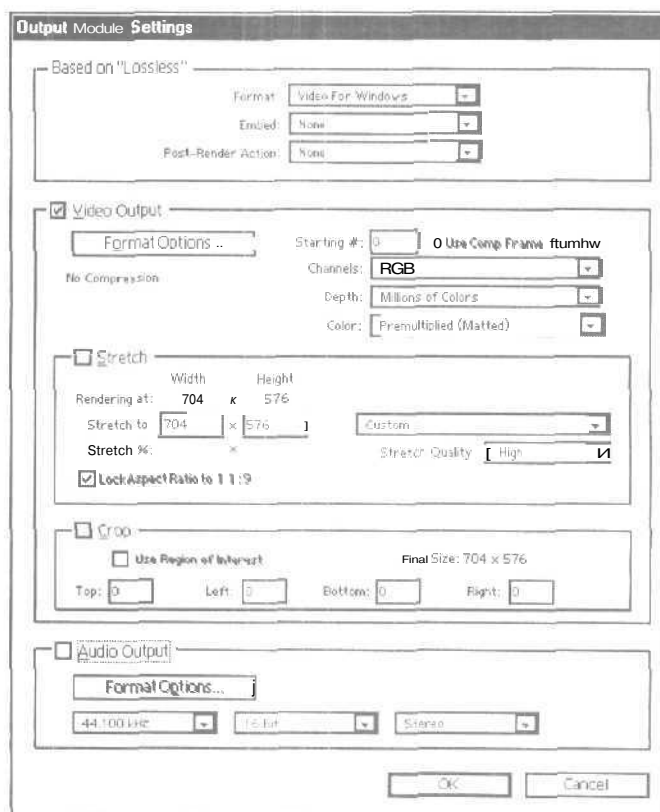 Output Module Settings
Based on "Lossless"
Format: Video For Windows
Embed: None
Post-Render Action: None
Video Output
Format Options ..
Starting #: 0
0 Use Comp Frame ftumhw
No Compression
Channels: RGB
Depth: Millions of Colors
Color: Premultiplied (Matted)
Stretch
Width Height
Rendering at: 704 к 576
Stretch to 704 × 576 ] Custom
Stretch %: × Stretch Quality [ High И
Lock Aspect Ratio to 1 1 :9
Crop
Use Region of Interest Final Size: 704 x 576
Top: 0 Left: 0 Bottom: 0 Right: 0
Audio Output
Format Options... j
44.100 kHz 16 Bit Stereo
OK Cancel